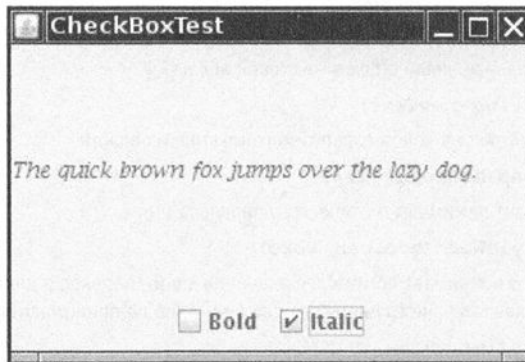 CheckBoxTest
The quick brown fox jumps over the lazy dog.
Bold Italic